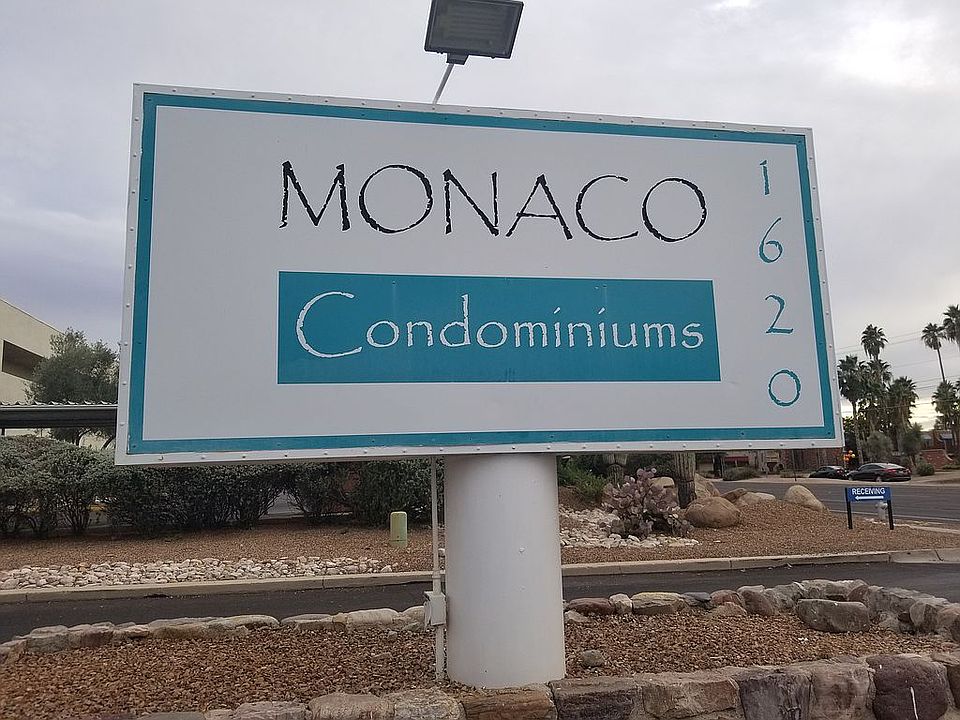 MONACO
Condominiums
1620
RECEIVING